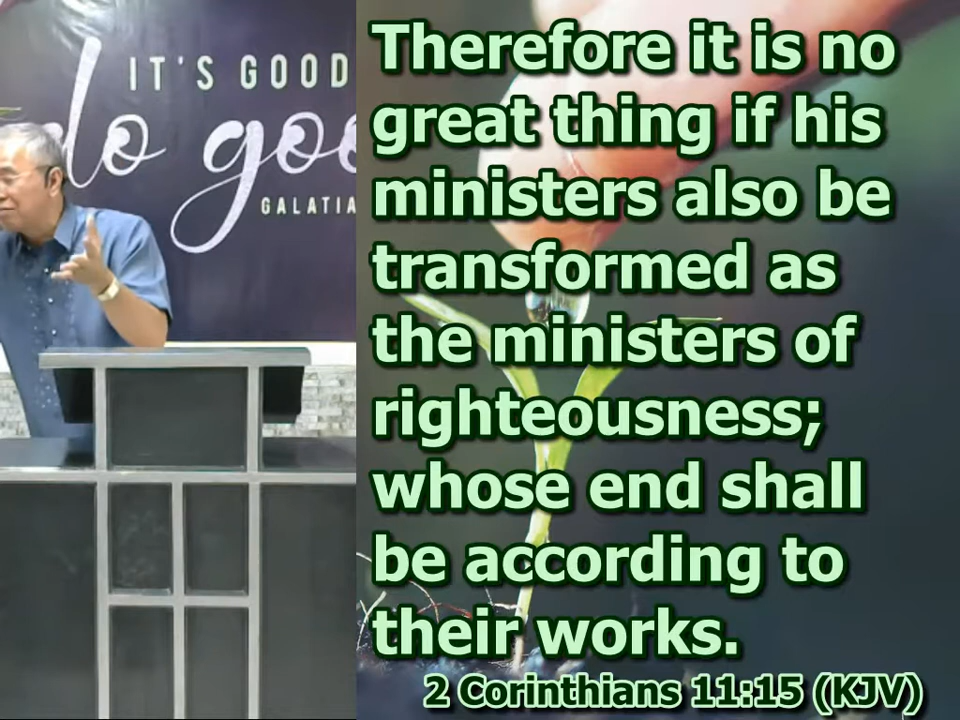 IT'S GOOD
do
GALATIA
Therefore it is no
great thing if his
ministers also be
transformed as
the ministers of
righteousness;
whose end shall
be according to
their works.
2 Corinthians 11:15 (KJV)